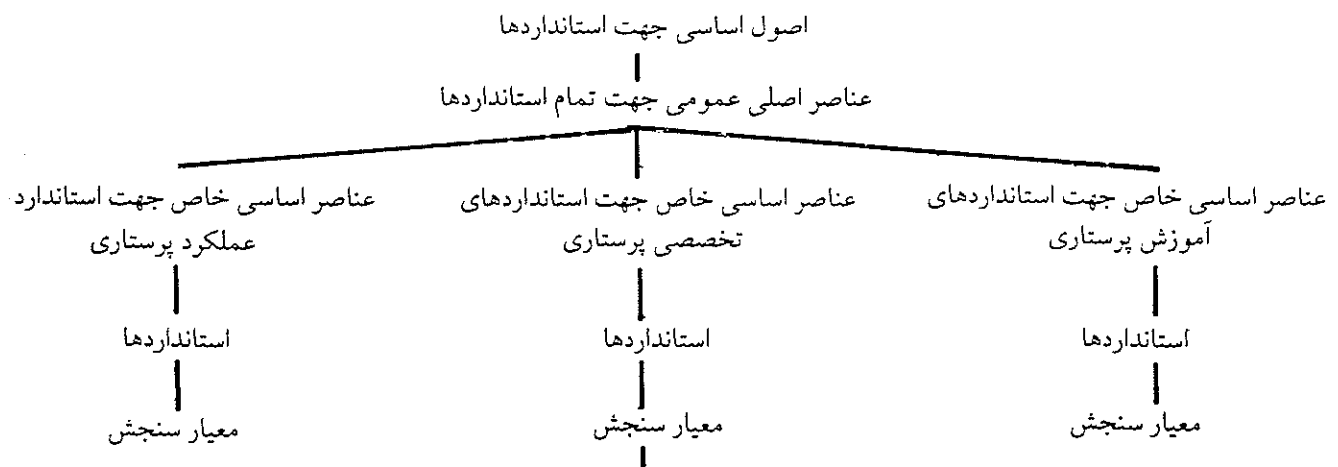 اصول اساسی جهت استانداردها
عناصر اصلی عمومی جهت تمام استانداردها
عناصر اساسی خاص جهت استانداردهای
آموزش پرستاری
عناصر اساسی خاص جهت استانداردهای
تخصصی پرستاری
عناصر اساسی خاص جهت استاندارد
عملکرد پرستاری
استانداردها
استانداردها
استانداردها
معیار سنجش
معیار سنجش
معیار سنجش